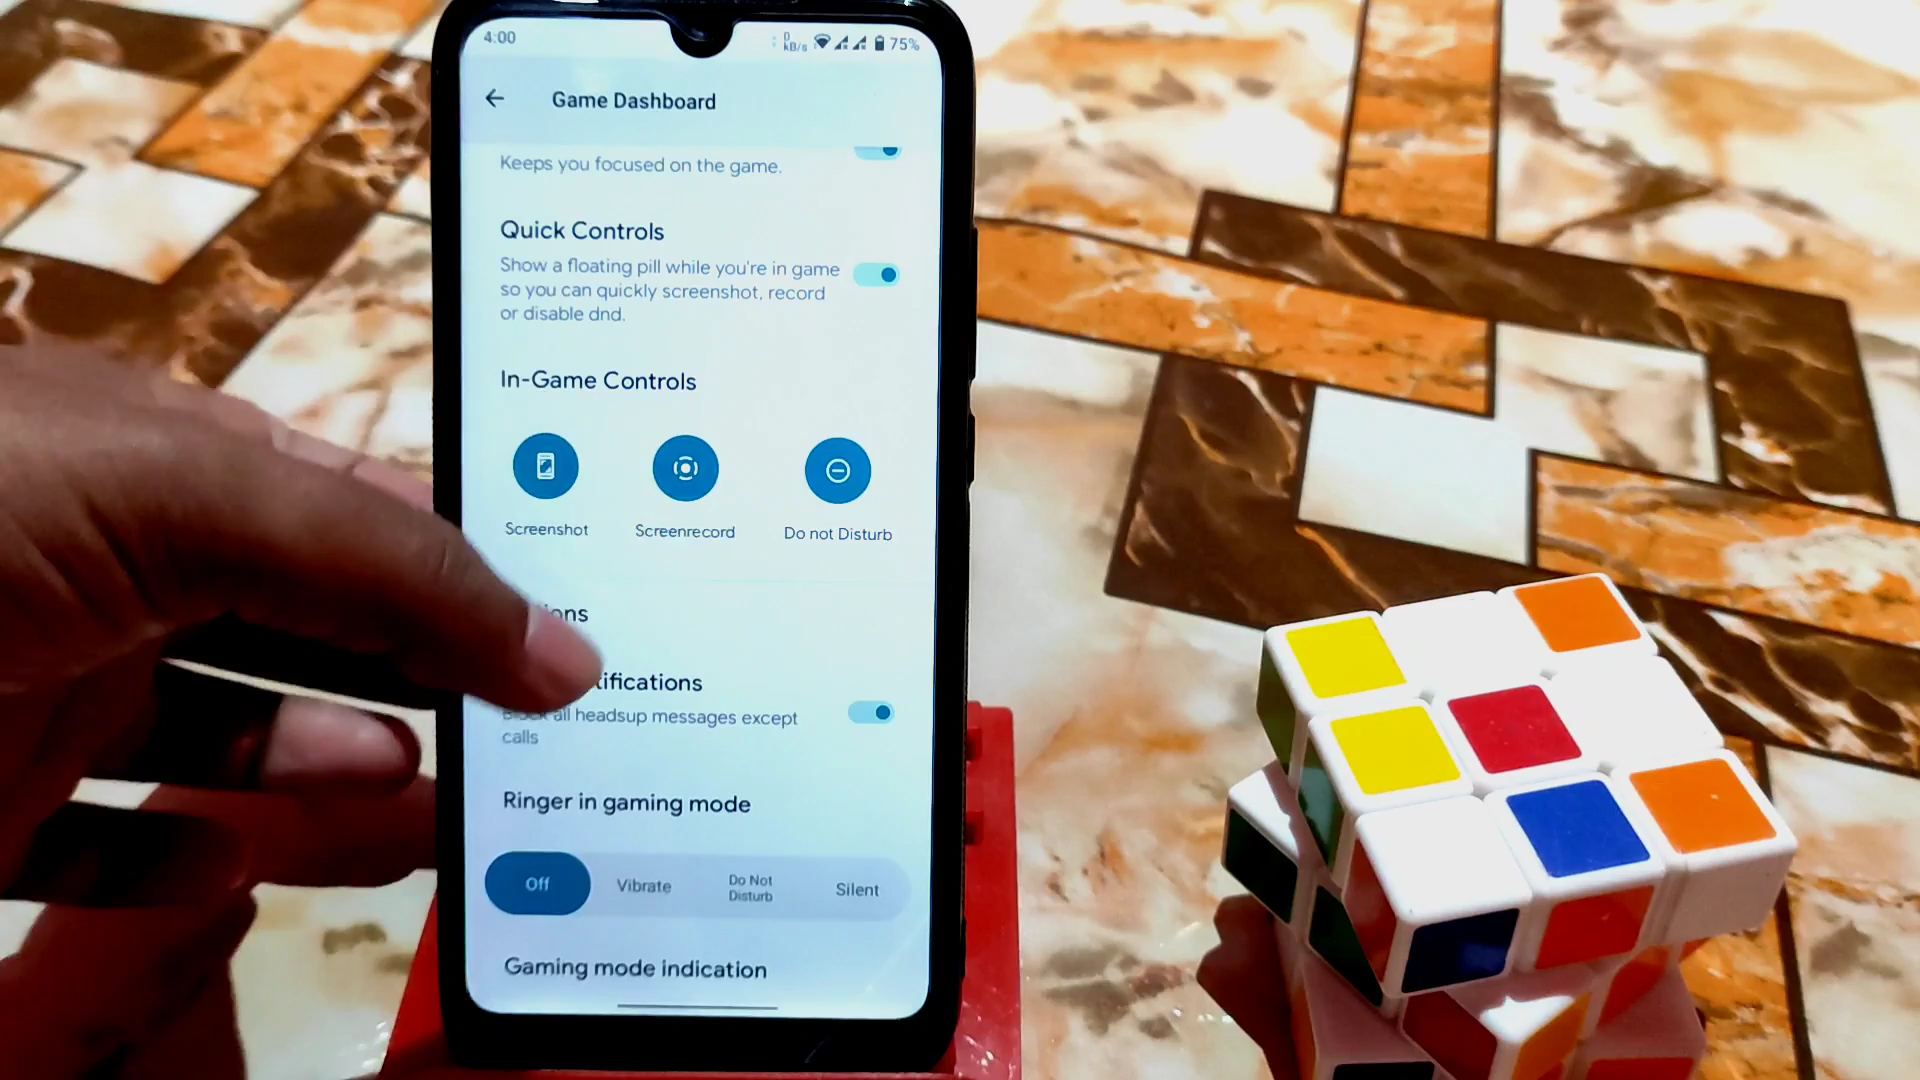 4:00
0 kB/s 75%
Game Dashboard
Keeps you focused on the game.
Quick Controls
Show a floating pill while you're in game
so you can quickly screenshot, record
or disable dnd.
In-Game Controls
Screenshot Screenrecord Do not Disturb
all headsup messages except
calls
Ringer in gaming mode
Off Vibrate Do Not Disturb Silent
Gaming mode indication